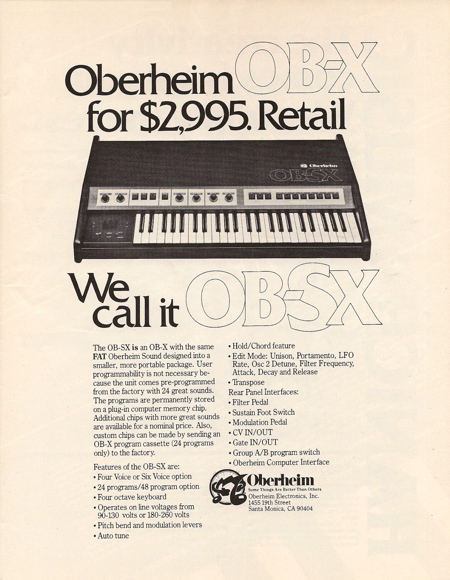 Oberheim OB-X
for $2,995. Retail
Oberheim
OB-SX
We
call it OB-SX
The OB-SX is an OB-X with the same
FAT Oberheim Sound designed into a
smaller, more portable package. User
programmability is not necessary be-
cause the unit comes pre-programmed
from the factory with 24 great sounds.
The programs are permanently stored
on a plug-in computer memory chip.
Additional chips with more great sounds
are available for a nominal price. Also,
custom chips can be made by sending an
OB-X program cassette (24 programs
only) to the factory.
Features of the OB-SX are:
• Four Voice or Six Voice option
• 24 programs/48 program option
• Four octave keyboard
• Operates on line voltages from
90-130 volts or 180-260 volts
• Pitch bend and modulation levers
• Auto tune
• Hold/Chord feature
• Edit Mode: Unison, Portamento, LFO
Rate, Osc 2 Detune, Filter Frequency,
Attack, Decay and Release
• Transpose
Rear Panel Interfaces:
• Filter Pedal
• Sustain Foot Switch
• Modulation Pedal
• CV IN/OUT
• Gate IN/OUT
• Group A/B program switch
• Oberheim Computer Interface
Oberheim
Some Things Are Better Than Others
Oberheim Electronics, Inc.
1455 19th Street
Santa Monica, CA 90404